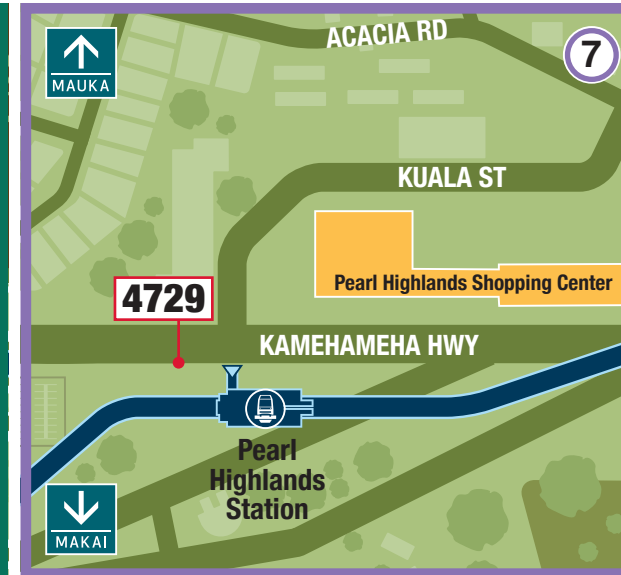 ACACIA RD
7
MAUKA
KUALA ST
Pearl Highlands Shopping Center
4729
KAMEHAMEHA HWY
Pearl
Highlands
Station
MAKAI